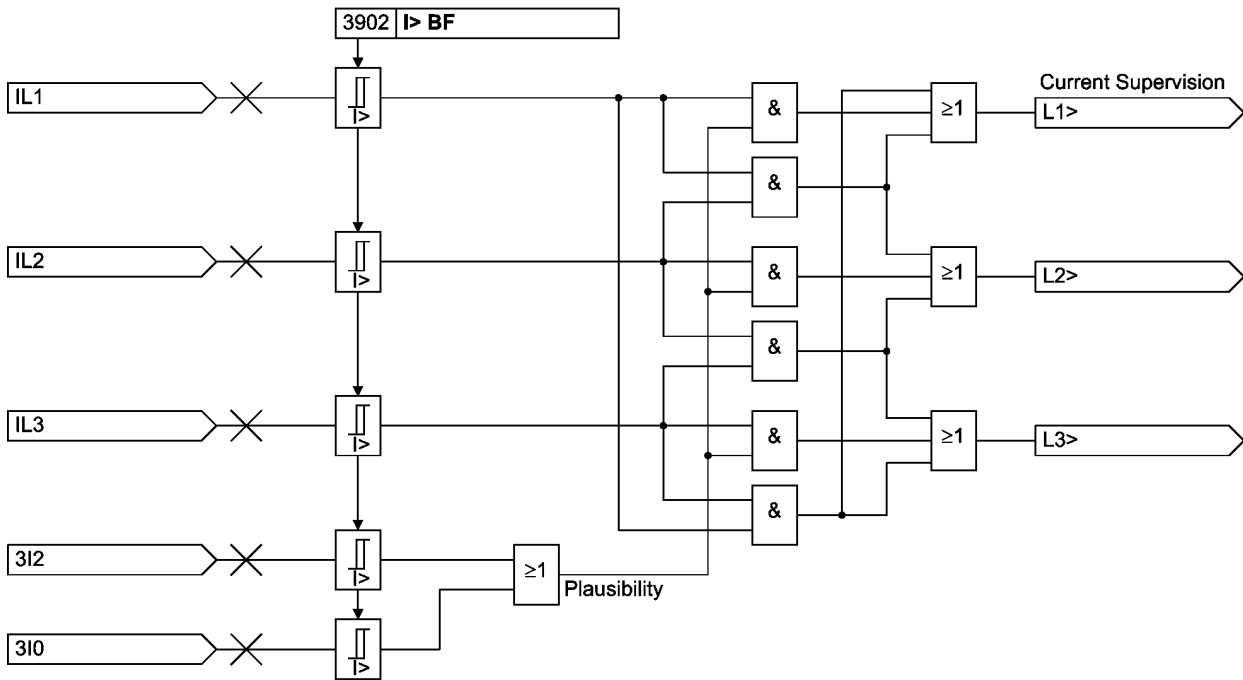 3902 I> BF
IL1
I>
&
≥1
Current Supervision
L1>
&
IL2
I>
&
≥1
L2>
&
IL3
I>
&
≥1
L3>
&
3I2
I>
≥1
Plausibility
3I0
I>